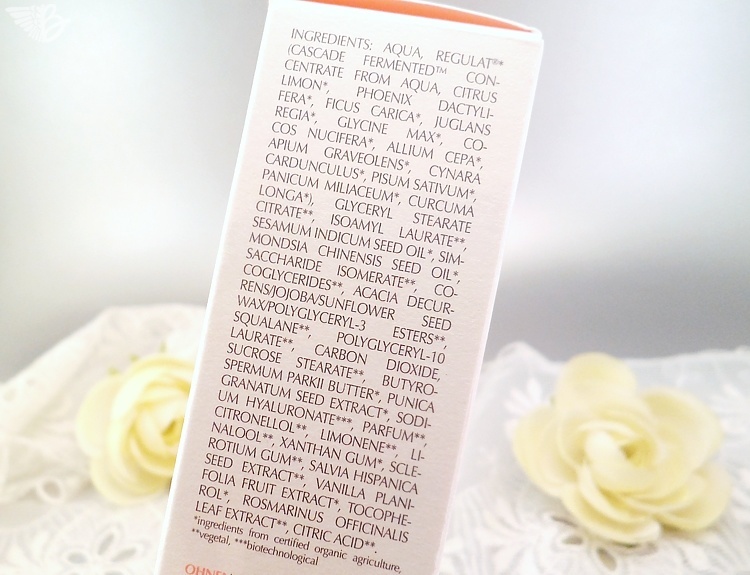 INGREDIENTS: AQUA, REGULAT®*
(CASCADE FERMENTED™ CON-
CENTRATE FROM AQUA, CITRUS
LIMON*, PHOENIX DACTYLI-
FERA*, FICUS CARICA*, JUGLANS
REGIA*, GLYCINE MAX*, CO-
COS NUCIFERA*, ALLIUM CEPA*,
APIUM GRAVEOLENS*, CYNARA
CARDUNCULUS*, PISUM SATIVUM*,
PANICUM MILIACEUM*, CURCUMA
LONGA*), GLYCERYL STEARATE
CITRATE**, ISOAMYL LAURATE**
SESAMUM INDICUM SEED OIL*, SIM-
MONDSIA CHINENSIS SEED OIL*,
SACCHARIDE ISOMERATE**, CO-
COGLYCERIDES**, ACACIA DECUR-
RENS/JOJOBA/SUNFLOWER SEED
WAX/POLYGLYCERYL-3 ESTERS**,
SQUALANE**, POLYGLYCERYL-10
LAURATE**, CARBON DIOXIDE,
SUCROSE STEARATE**, BUTYRO-
SPERMUM PARKII BUTTER*, PUNICA
GRANATUM SEED EXTRACT*, SODI-
UM HYALURONATE***, PARFUM**,
CITRONELLOL**, LIMONENE**, LI-
NALOOL**, XANTHAN GUM*, SCLE-
ROTIUM GUM**, SALVIA HISPANICA
SEED EXTRACT**, VANILLA PLANI-
FOLIA FRUIT EXTRACT*, TOCOPHE-
ROL*, ROSMARINUS OFFICINALIS
LEAF EXTRACT**, CITRIC ACID**.
*ingredients from certified organic agriculture,
**vegetal, ***biotechnological